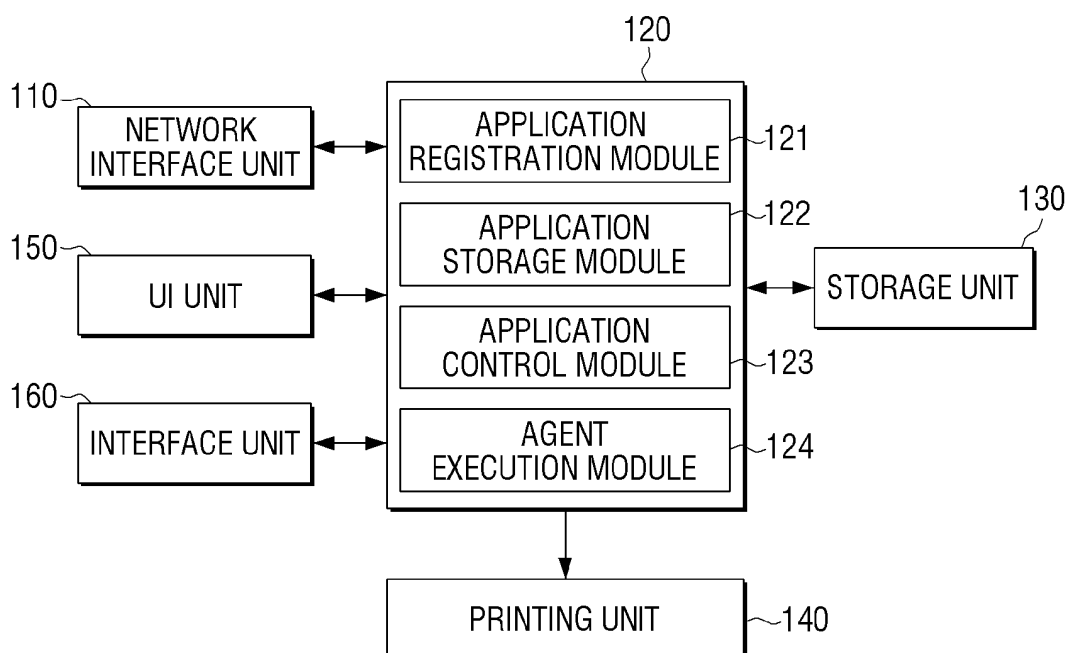 120
110
NETWORK
INTERFACE UNIT
150
UI UNIT
160
INTERFACE UNIT
APPLICATION
REGISTRATION MODULE
121
APPLICATION
STORAGE MODULE
122
APPLICATION
CONTROL MODULE
123
AGENT
EXECUTION MODULE
124
130
STORAGE UNIT
PRINTING UNIT
140